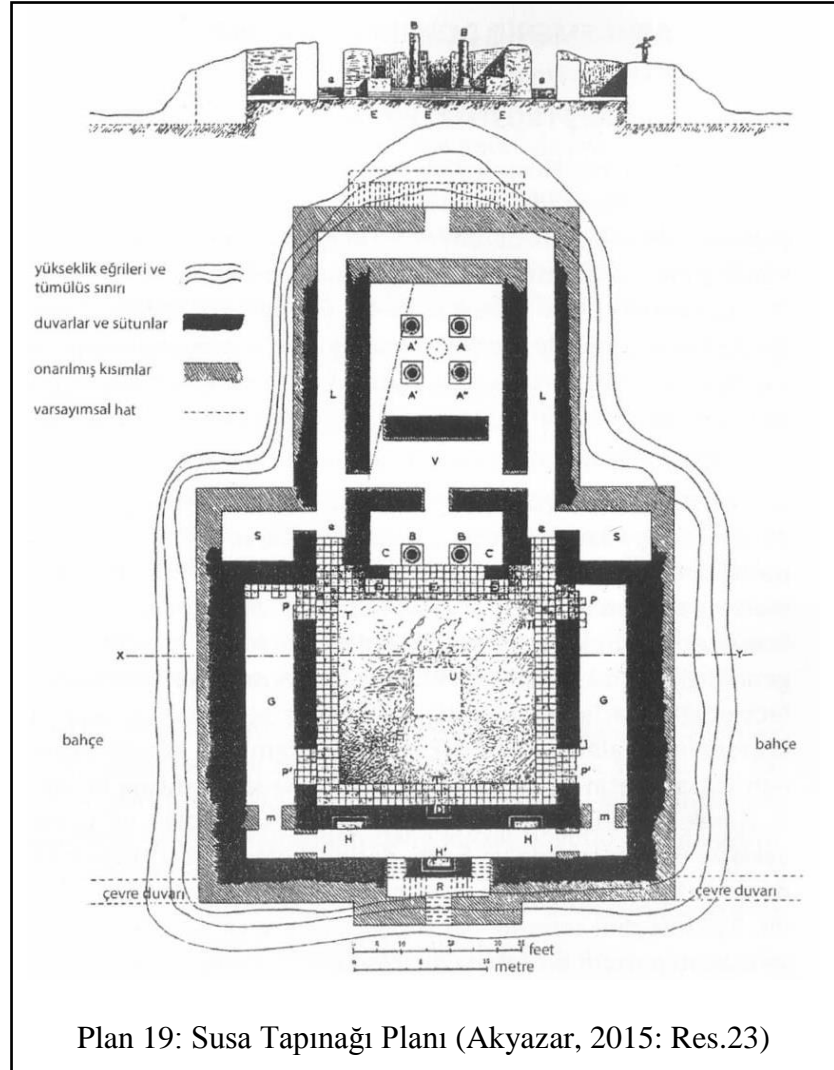 B B
e e
E E E
yükseklik eğrileri ve
tümülüs sınırı
duvarlar ve sütunlar
onarılmış kısımlar
varsayımsal hat
A' A
A' A"
L L
V
S e e S
C B B C
E
P T P
X U Y
G G
bahçe bahçe
P' P'
m m
D
H H
i H' i
R
çevre duvarı çevre duvarı
feet
metre
Plan 19: Susa Tapınağı Planı (Akyazar, 2015: Res.23)